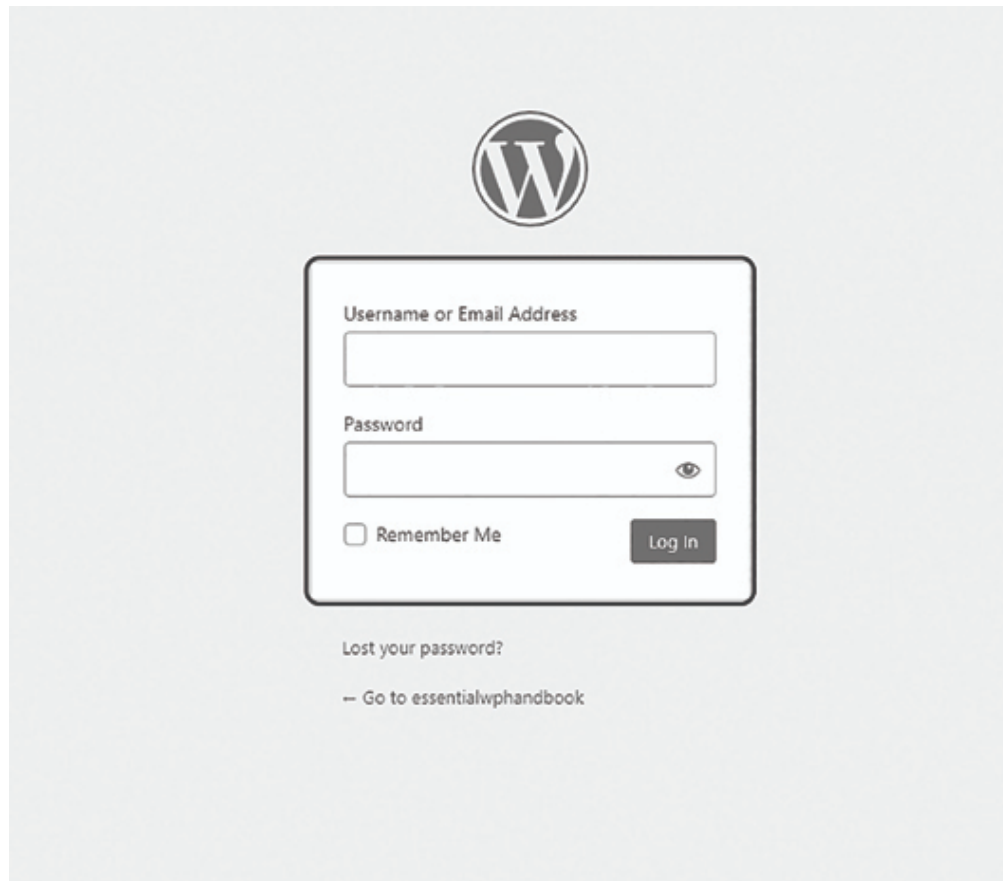 Username or Email Address
Password
Remember Me
Log In
Lost your password?
← Go to essentialwphandbook